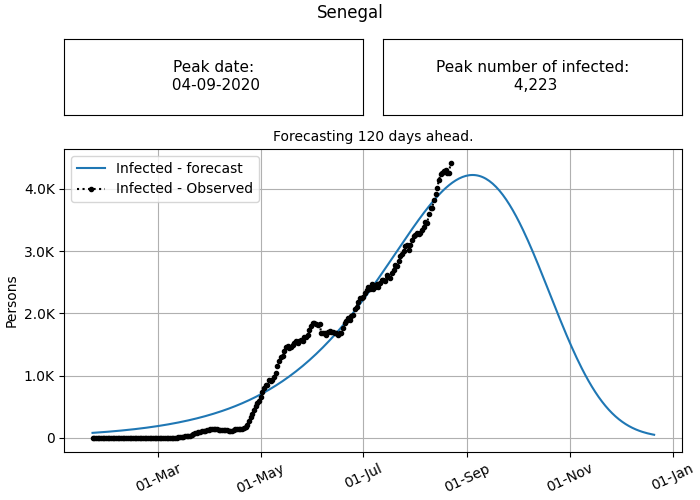 Senegal
Peak date:
04-09-2020
Peak number of infected:
4,223
Forecasting 120 days ahead.
Infected - forecast
Infected - Observed
Persons
4.0K
3.0K
2.0K
1.0K
0
01-Mar
01-May
01-Jul
01-Sep
01-Nov
01-Jan